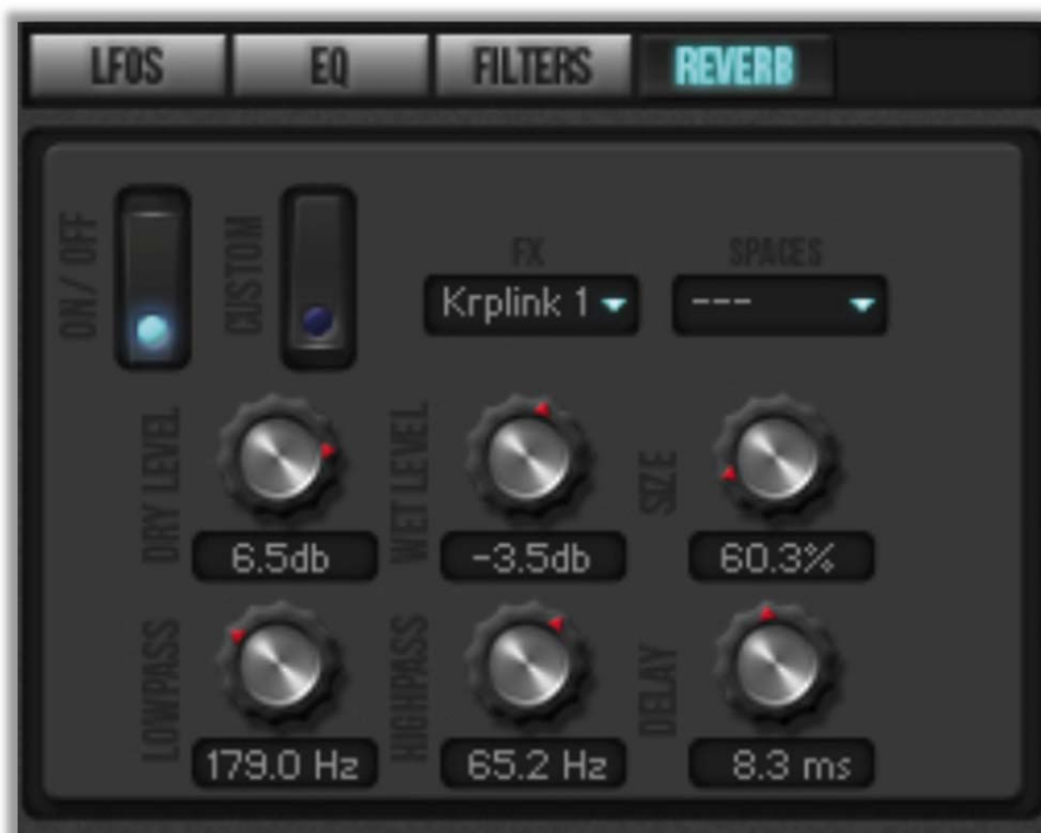 LFOS EQ FILTERS REVERB
ON/ OFF
CUSTOM
FX
SPACES
Krplink 1
---
DRY LEVEL
WET LEVEL
SIZE
6.5db
-3.5db
60.3%
LOWPASS
HIGHPASS
DELAY
179.0 Hz
65.2 Hz
8.3 ms